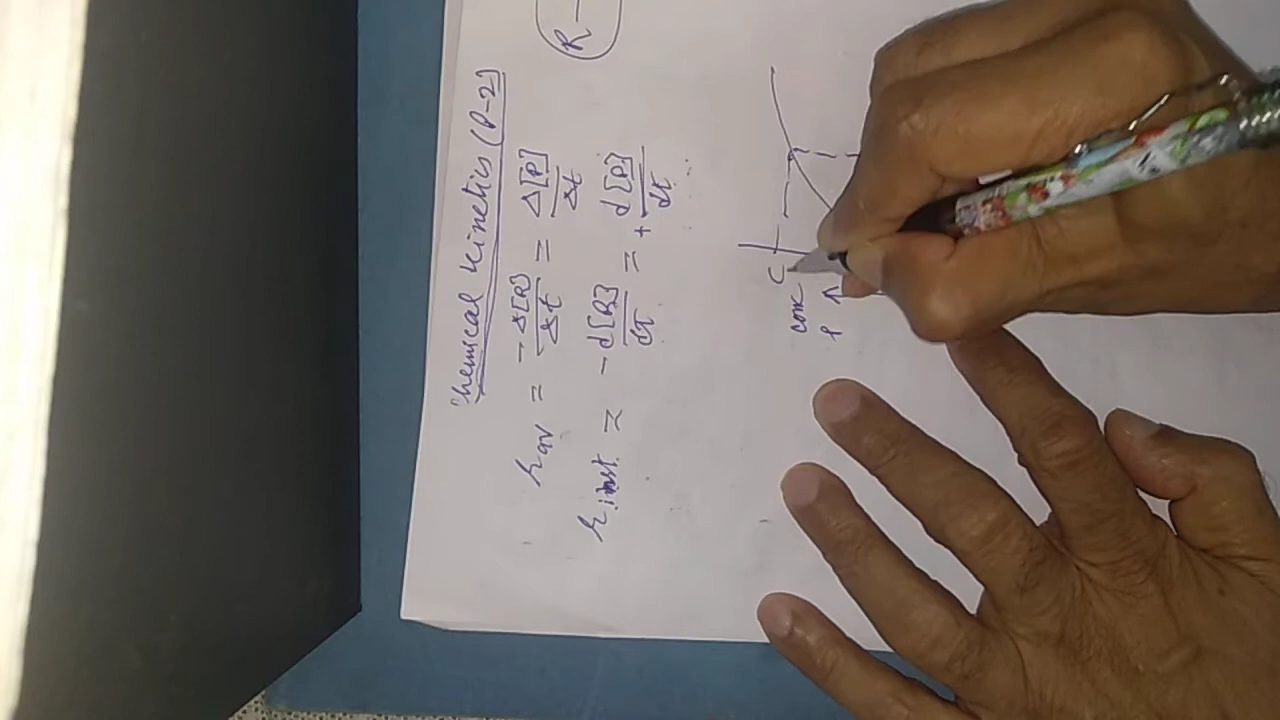 Chemical Kinetics (P-2)
R -
r_av = -Δ[R]/Δt = Δ[P]/Δt
r_inst. = -d[R]/dt = +d[P]/dt
C
conc
P ↑